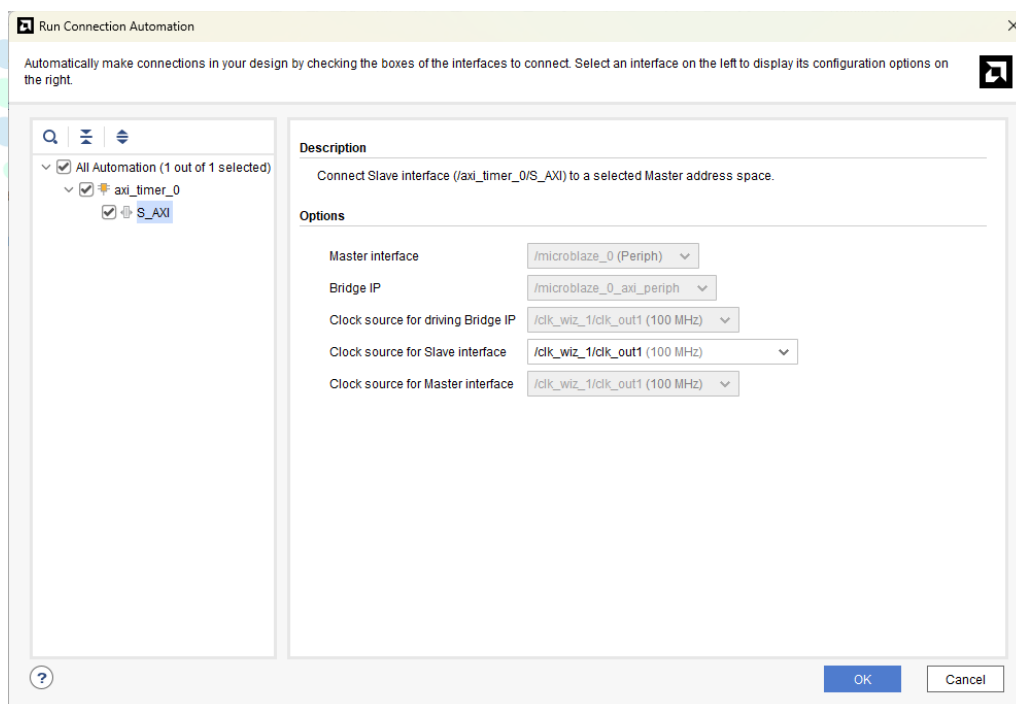 Run Connection Automation
Automatically make connections in your design by checking the boxes of the interfaces to connect. Select an interface on the left to display its configuration options on
the right.
All Automation (1 out of 1 selected)
axi_timer_0
S_AXI
Description
Connect Slave interface (/axi_timer_0/S_AXI) to a selected Master address space.
Options
Master interface /microblaze_0 (Periph)
Bridge IP /microblaze_0_axi_periph
Clock source for driving Bridge IP /clk_wiz_1/clk_out1 (100 MHz)
Clock source for Slave interface /clk_wiz_1/clk_out1 (100 MHz)
Clock source for Master interface /clk_wiz_1/clk_out1 (100 MHz)
? OK Cancel